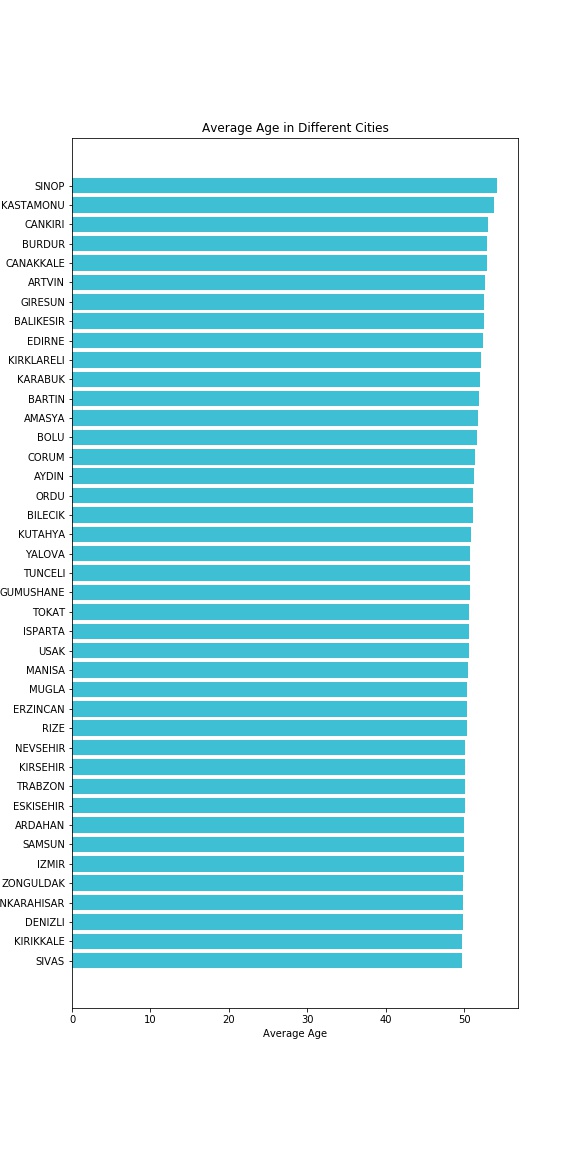 Average Age in Different Cities
SINOP
KASTAMONU
CANKIRI
BURDUR
CANAKKALE
ARTVIN
GIRESUN
BALIKESIR
EDIRNE
KIRKLARELI
KARABUK
BARTIN
AMASYA
BOLU
CORUM
AYDIN
ORDU
BILECIK
KUTAHYA
YALOVA
TUNCELI
GUMUSHANE
TOKAT
ISPARTA
USAK
MANISA
MUGLA
ERZINCAN
RIZE
NEVSEHIR
KIRSEHIR
TRABZON
ESKISEHIR
ARDAHAN
SAMSUN
IZMIR
ZONGULDAK
NKARAHISAR
DENIZLI
KIRIKKALE
SIVAS
0 10 20 30 40 50
Average Age